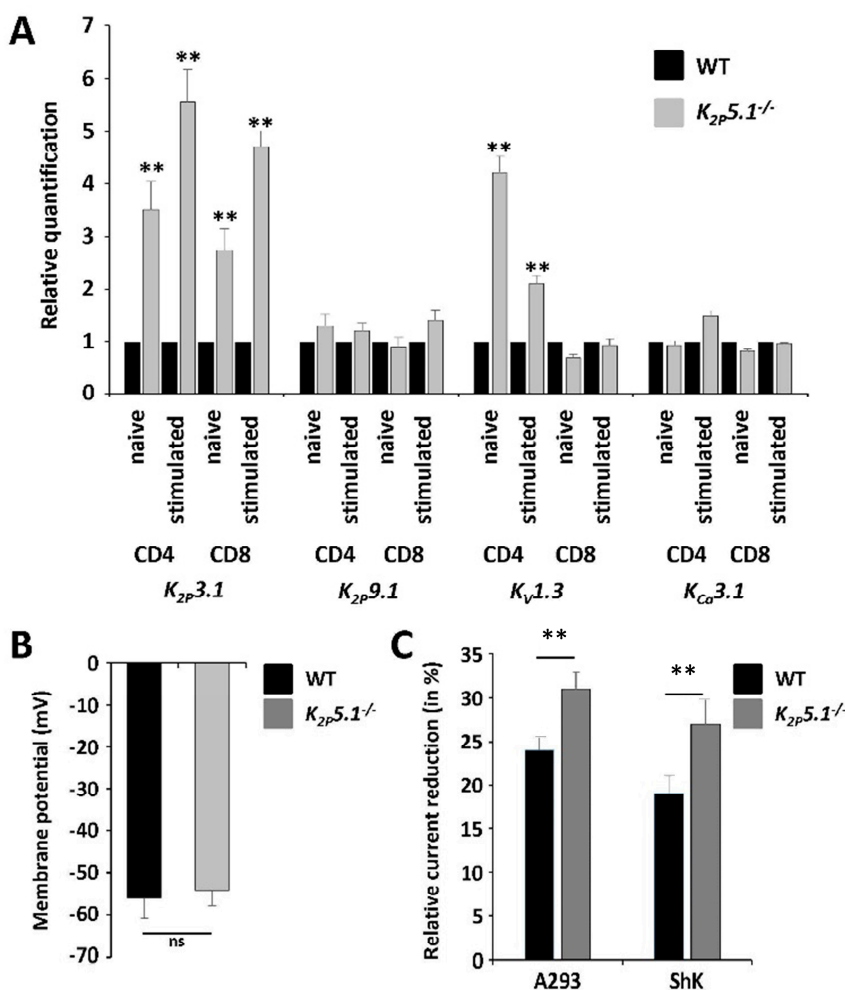 A
7
6
5
4
3
2
1
0
Relative quantification
**
**
**
**
**
**
WT
K2P5.1-/-
naive
stimulated
naive
stimulated
naive
stimulated
naive
stimulated
naive
stimulated
naive
stimulated
naive
stimulated
naive
stimulated
CD4 CD8 CD4 CD8 CD4 CD8 CD4 CD8
K2P3.1 K2P9.1 KV1.3 KCa3.1
B
0
-10
-20
-30
-40
-50
-60
-70
Membrane potential (mV)
ns
WT
K2P5.1-/-
C
35
30
25
20
15
10
5
0
Relative current reduction (in %)
**
**
WT
K2P5.1-/-
A293 ShK